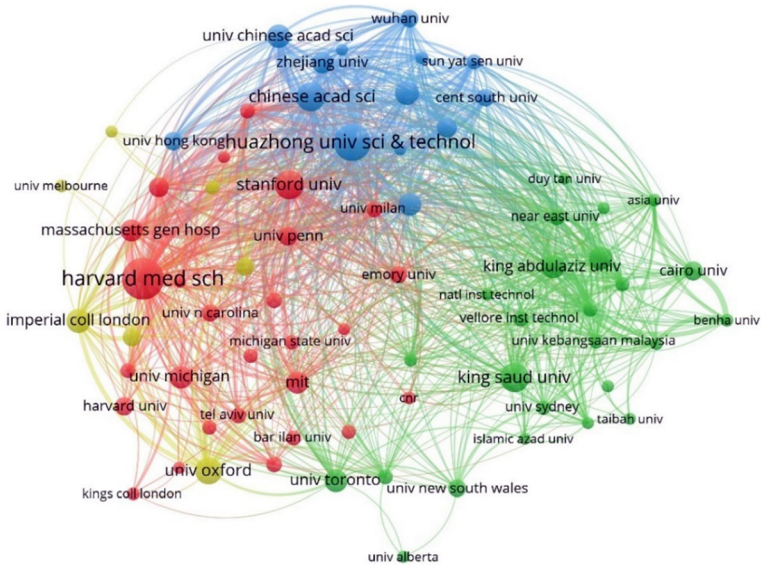 wuhan univ
univ chinese acad sci
zhejiang univ
sun yat sen univ
chinese acad sci
cent south univ
univ hong kong
huazhong univ sci & technol
univ melbourne
stanford univ
duy tan univ
asia univ
univ milan
near east univ
massachusetts gen hosp
univ penn
harvard med sch
emory univ
king abdulaziz univ
cairo univ
natl inst technol
imperial coll london
univ n carolina
vellore inst technol
benha univ
michigan state univ
univ kebangsaan malaysia
univ michigan
mit
king saud univ
harvard univ
cnr
tel aviv univ
univ sydney
taibah univ
bar ilan univ
islamic azad univ
univ oxford
univ toronto
univ new south wales
kings coll london
univ alberta